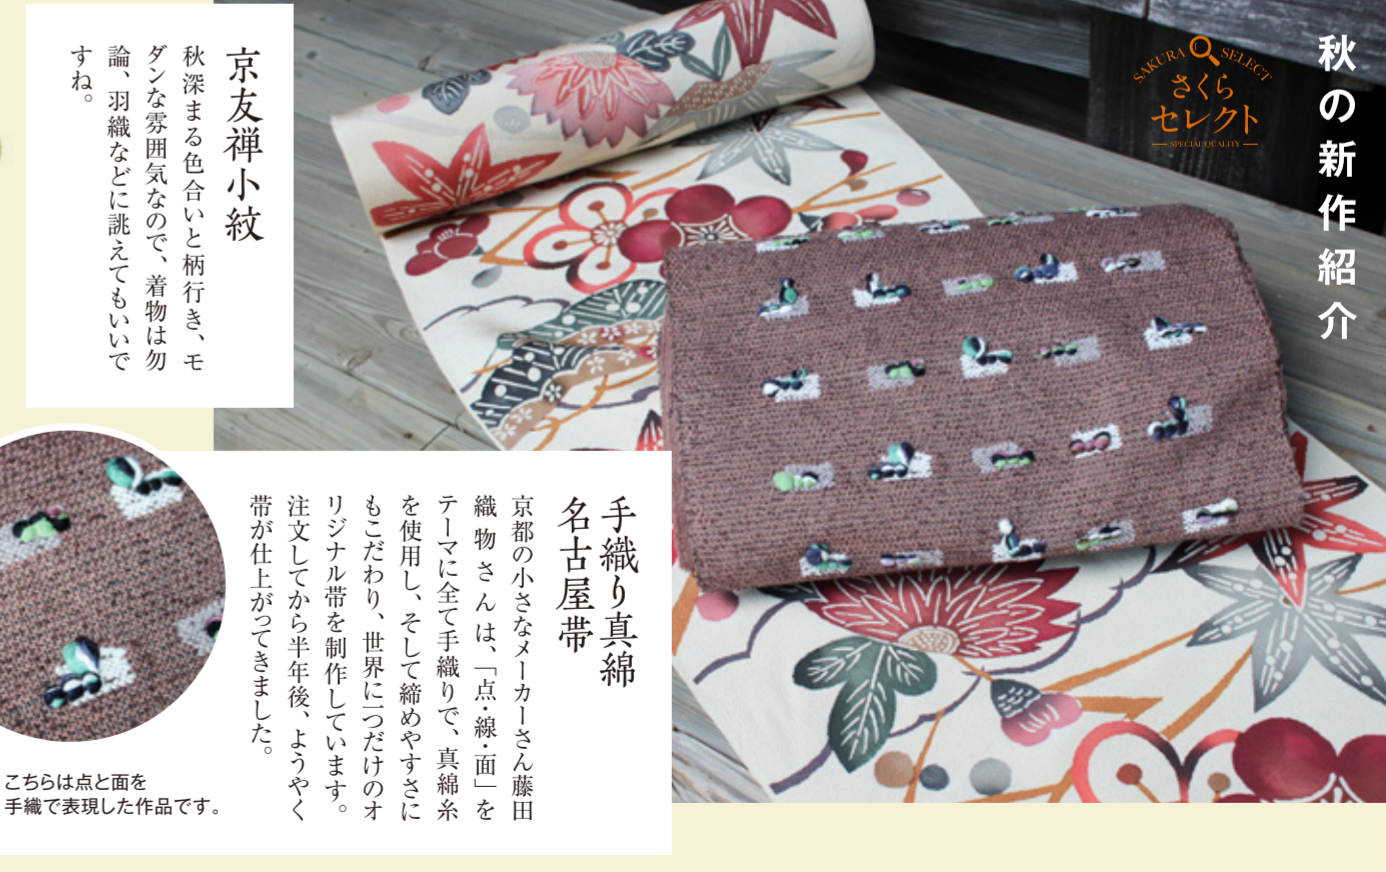 秋の新作紹介
SAKURA SELECT
さくら
セレクト
SPECIAL QUALITY
京友禅小紋
秋深まる色合いと柄行き、モ
ダンな雰囲気なので、着物は勿
論、羽織などに誂えてもいいで
すね。
手織り真綿
名古屋帯
京都の小さなメーカーさん藤田
織物さんは、「点・線・面」を
テーマに全て手織りで、真綿糸
を使用し、そして締めやすさに
もこだわり、世界に一つだけのオ
リジナル帯を制作しています。
注文してから半年後、ようやく
帯が仕上がってきました。
こちらは点と面を
手織で表現した作品です。